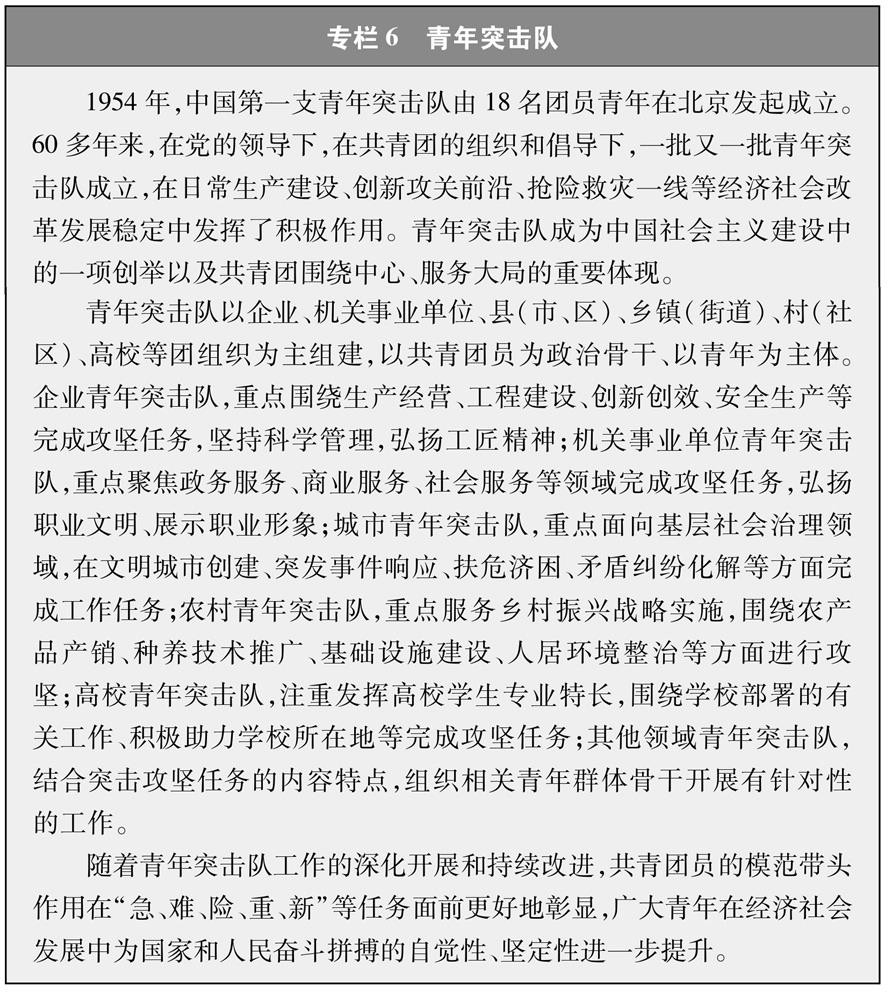 专栏 6　青年突击队
1954 年,中国第一支青年突击队由 18 名团员青年在北京发起成立。
60 多年来,在党的领导下,在共青团的组织和倡导下,一批又一批青年突
击队成立,在日常生产建设、创新攻关前沿、抢险救灾一线等经济社会改
革发展稳定中发挥了积极作用。青年突击队成为中国社会主义建设中
的一项创举以及共青团围绕中心、服务大局的重要体现。
青年突击队以企业、机关事业单位、县(市、区)、乡镇(街道)、村(社
区)、高校等团组织为主组建,以共青团员为政治骨干、以青年为主体。
企业青年突击队,重点围绕生产经营、工程建设、创新创效、安全生产等
完成攻坚任务,坚持科学管理,弘扬工匠精神;机关事业单位青年突击
队,重点聚焦政务服务、商业服务、社会服务等领域完成攻坚任务,弘扬
职业文明、展示职业形象;城市青年突击队,重点面向基层社会治理领
域,在文明城市创建、突发事件响应、扶危济困、矛盾纠纷化解等方面完
成工作任务;农村青年突击队,重点服务乡村振兴战略实施,围绕农产
品产销、种养技术推广、基础设施建设、人居环境整治等方面进行攻
坚;高校青年突击队,注重发挥高校学生专业特长,围绕学校部署的有
关工作、积极助力学校所在地等完成攻坚任务;其他领域青年突击队,
结合突击攻坚任务的内容特点,组织相关青年群体骨干开展有针对性
的工作。
随着青年突击队工作的深化开展和持续改进,共青团员的模范带头
作用在“急、难、险、重、新”等任务面前更好地彰显,广大青年在经济社会
发展中为国家和人民奋斗拼搏的自觉性、坚定性进一步提升。